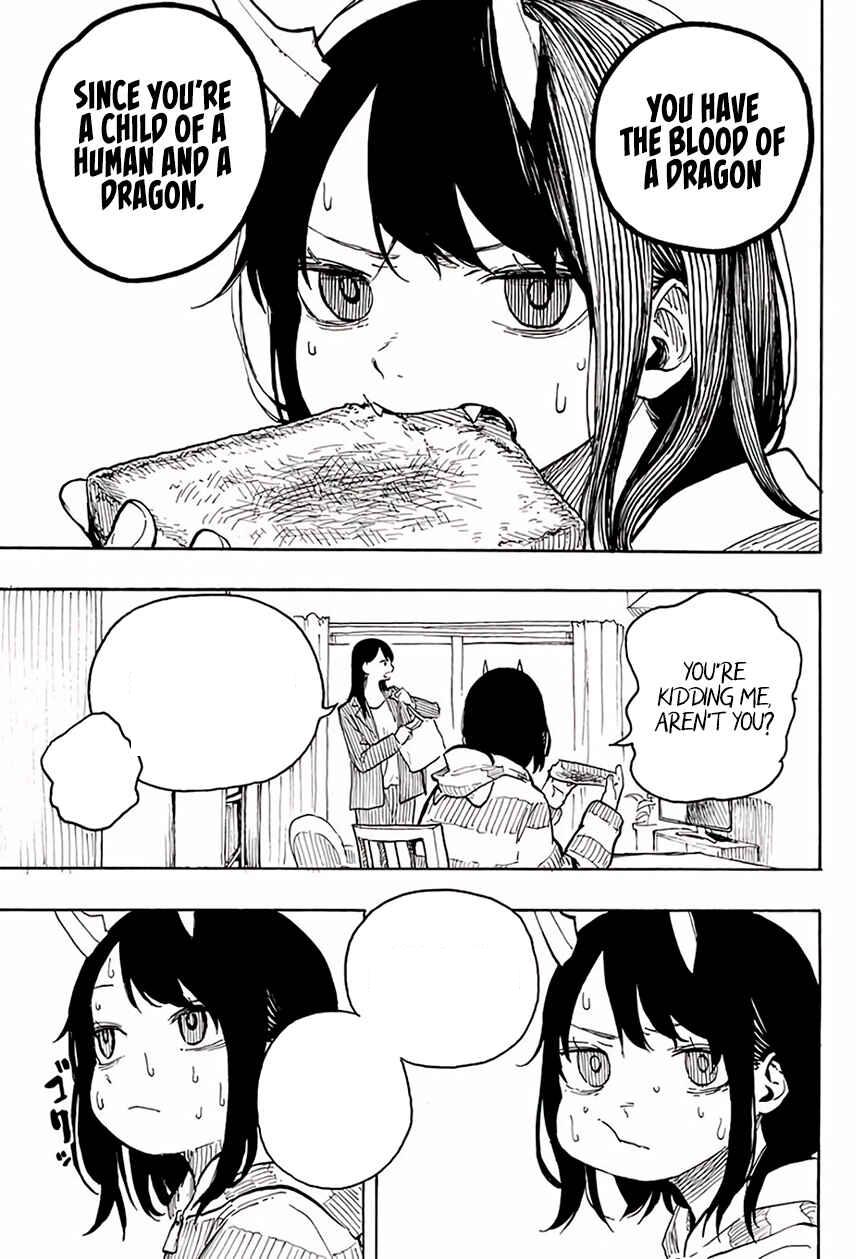 YOU HAVE
THE BLOOD OF
A DRAGON
SINCE YOU'RE
A CHILD OF A
HUMAN AND A
DRAGON.
YOU'RE
KIDDING ME,
AREN'T YOU?
ゴクッ